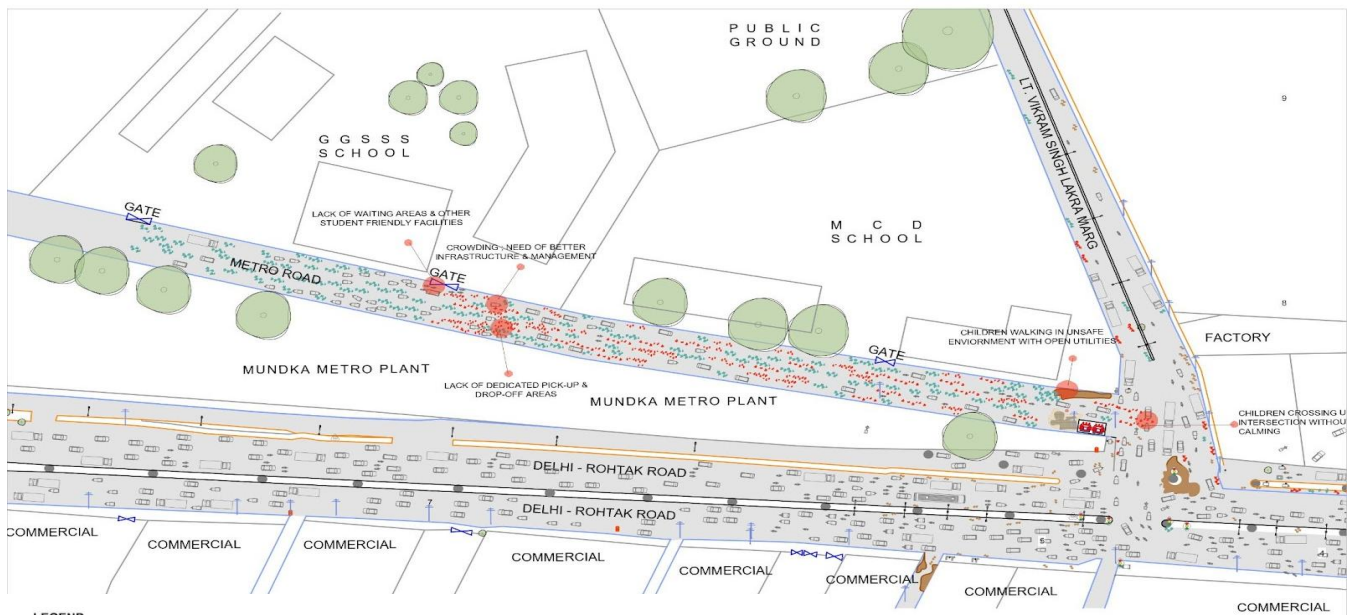 PUBLIC
GROUND
LT. VIKRAM SINGH LAKRA MARG
9
GGSSS
SCHOOL
GATE
LACK OF WAITING AREAS & OTHER
STUDENT FRIENDLY FACILITIES
MCD
SCHOOL
CROWDING : NEED OF BETTER
INFRASTRUCTURE & MANAGEMENT
METRO ROAD
GATE
8
FACTORY
CHILDREN WALKING IN UNSAFE
ENVIORNMENT WITH OPEN UTILITIES
GATE
MUNDKA METRO PLANT
LACK OF DEDICATED PICK-UP &
DROP-OFF AREAS
MUNDKA METRO PLANT
CHILDREN CROSSING U
INTERSECTION WITHOU
CALMING
DELHI - ROHTAK ROAD
DELHI - ROHTAK ROAD
7
COMMERCIAL
COMMERCIAL
COMMERCIAL
COMMERCIAL
COMMERCIAL
COMMERCIAL
COMMERCIAL
COMMERCIAL